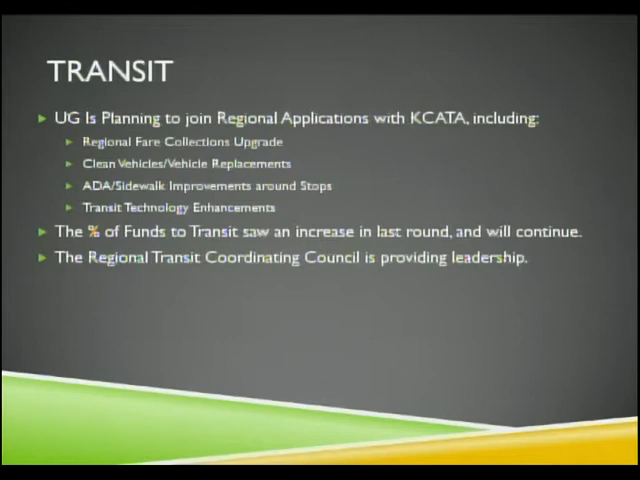 TRANSIT
UG Is Planning to join Regional Applications with KCATA, including:
Regional Fare Collections Upgrade
Clean Vehicles/Vehicle Replacements
ADA/Sidewalk Improvements around Stops
Transit Technology Enhancements
The % of Funds to Transit saw an increase in last round, and will continue.
The Regional Transit Coordinating Council is providing leadership.